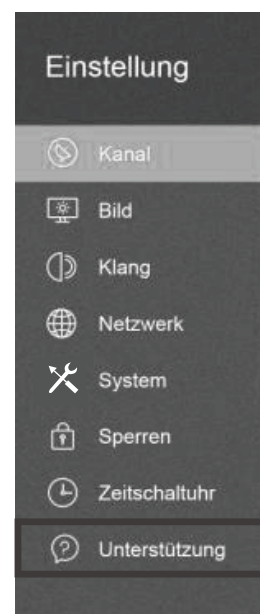 Einstellung
Kanal
Bild
Klang
Netzwerk
System
Sperren
Zeitschaltuhr
Unterstützung